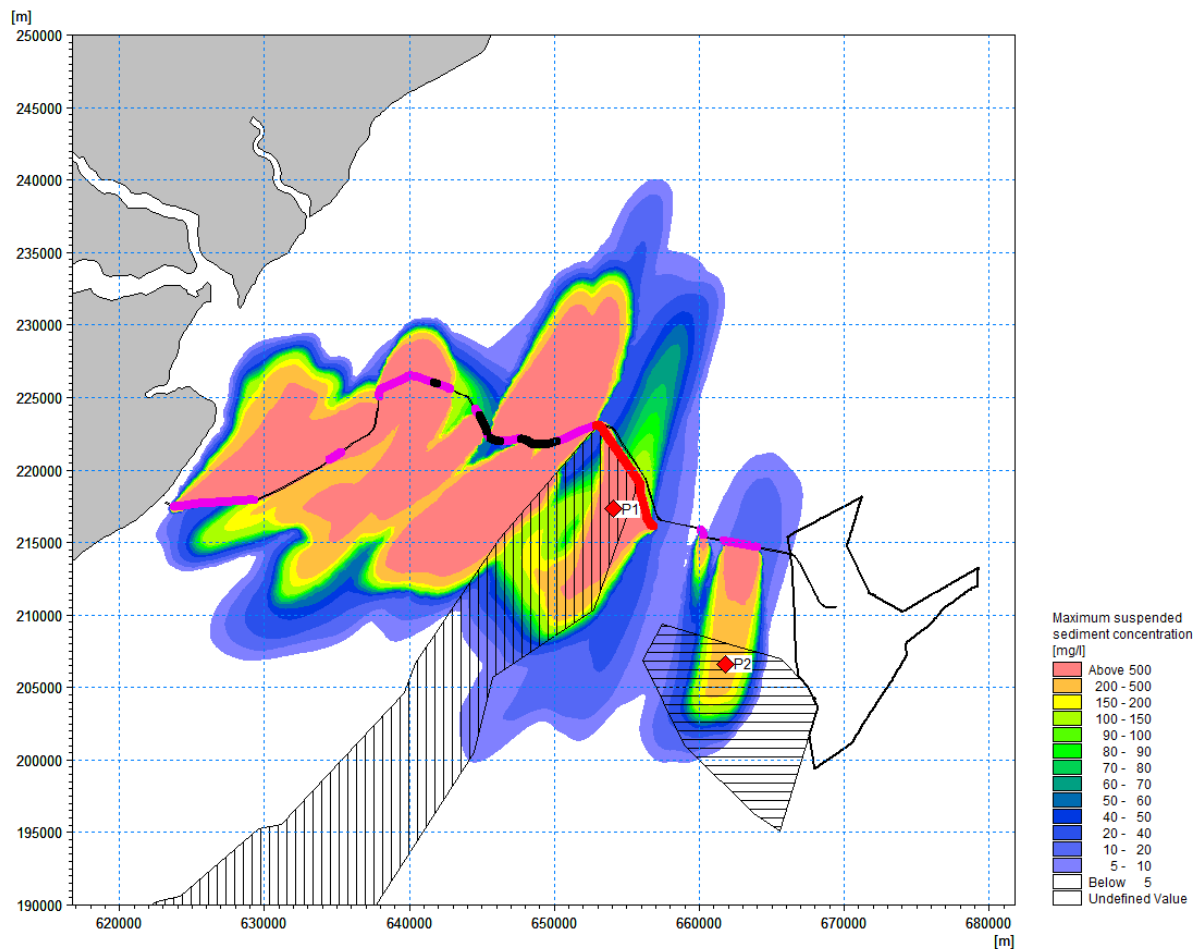 [m]
250000
245000
240000
235000
230000
225000
220000
215000
210000
205000
200000
195000
190000
P1
P2
620000 630000 640000 650000 660000 670000 680000
[m]
Maximum suspended
sediment concentration
[mg/l]
Above 500
200 - 500
150 - 200
100 - 150
90 - 100
80 - 90
70 - 80
60 - 70
50 - 60
40 - 50
20 - 40
10 - 20
5 - 10
Below 5
Undefined Value